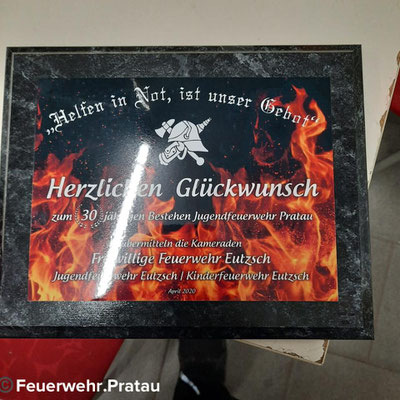 „Helfen in Not, ist unser Gebot“
Herzlichen Glückwunsch
zum 30 jährigen Bestehen Jugendfeuerwehr Pratau
übermitteln die Kameraden
Freiwillige Feuerwehr Eutzsch
Jugendfeuerwehr Eutzsch / Kinderfeuerwehr Eutzsch
April 2020
© Feuerwehr.Pratau